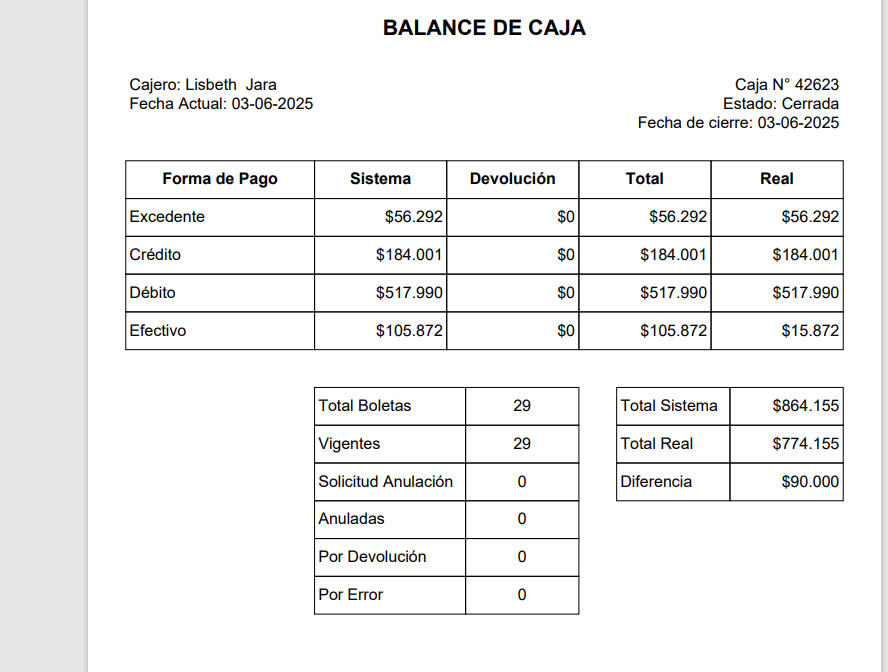 BALANCE DE CAJA
Cajero: Lisbeth  Jara
Caja N° 42623
Fecha Actual: 03-06-2025
Estado: Cerrada
Fecha de cierre: 03-06-2025
Forma de Pago Sistema Devolución Total Real
Excedente $56.292 $0 $56.292 $56.292
Crédito $184.001 $0 $184.001 $184.001
Débito $517.990 $0 $517.990 $517.990
Efectivo $105.872 $0 $105.872 $15.872
Total Boletas 29 Total Sistema $864.155
Vigentes 29 Total Real $774.155
Solicitud Anulación 0 Diferencia $90.000
Anuladas 0
Por Devolución 0
Por Error 0